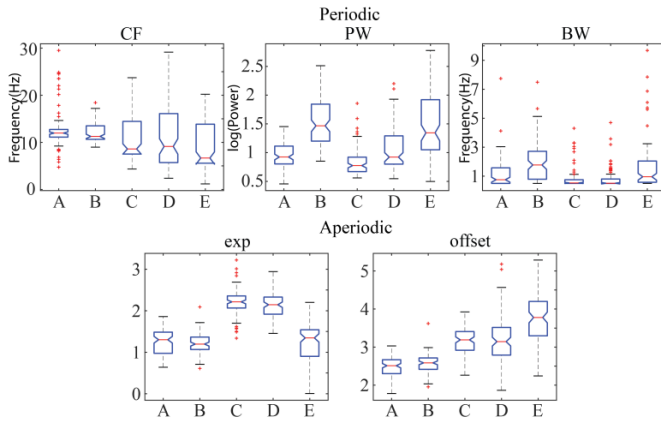 Periodic
CF
PW
BW
Frequency(Hz)
30
20
10
0
A B C D E
log(Power)
2.5
2
1.5
1
0.5
A B C D E
Frequency(Hz)
9
7
5
3
1
A B C D E
Aperiodic
exp
offset
3
2
1
0
A B C D E
5
4
3
2
A B C D E